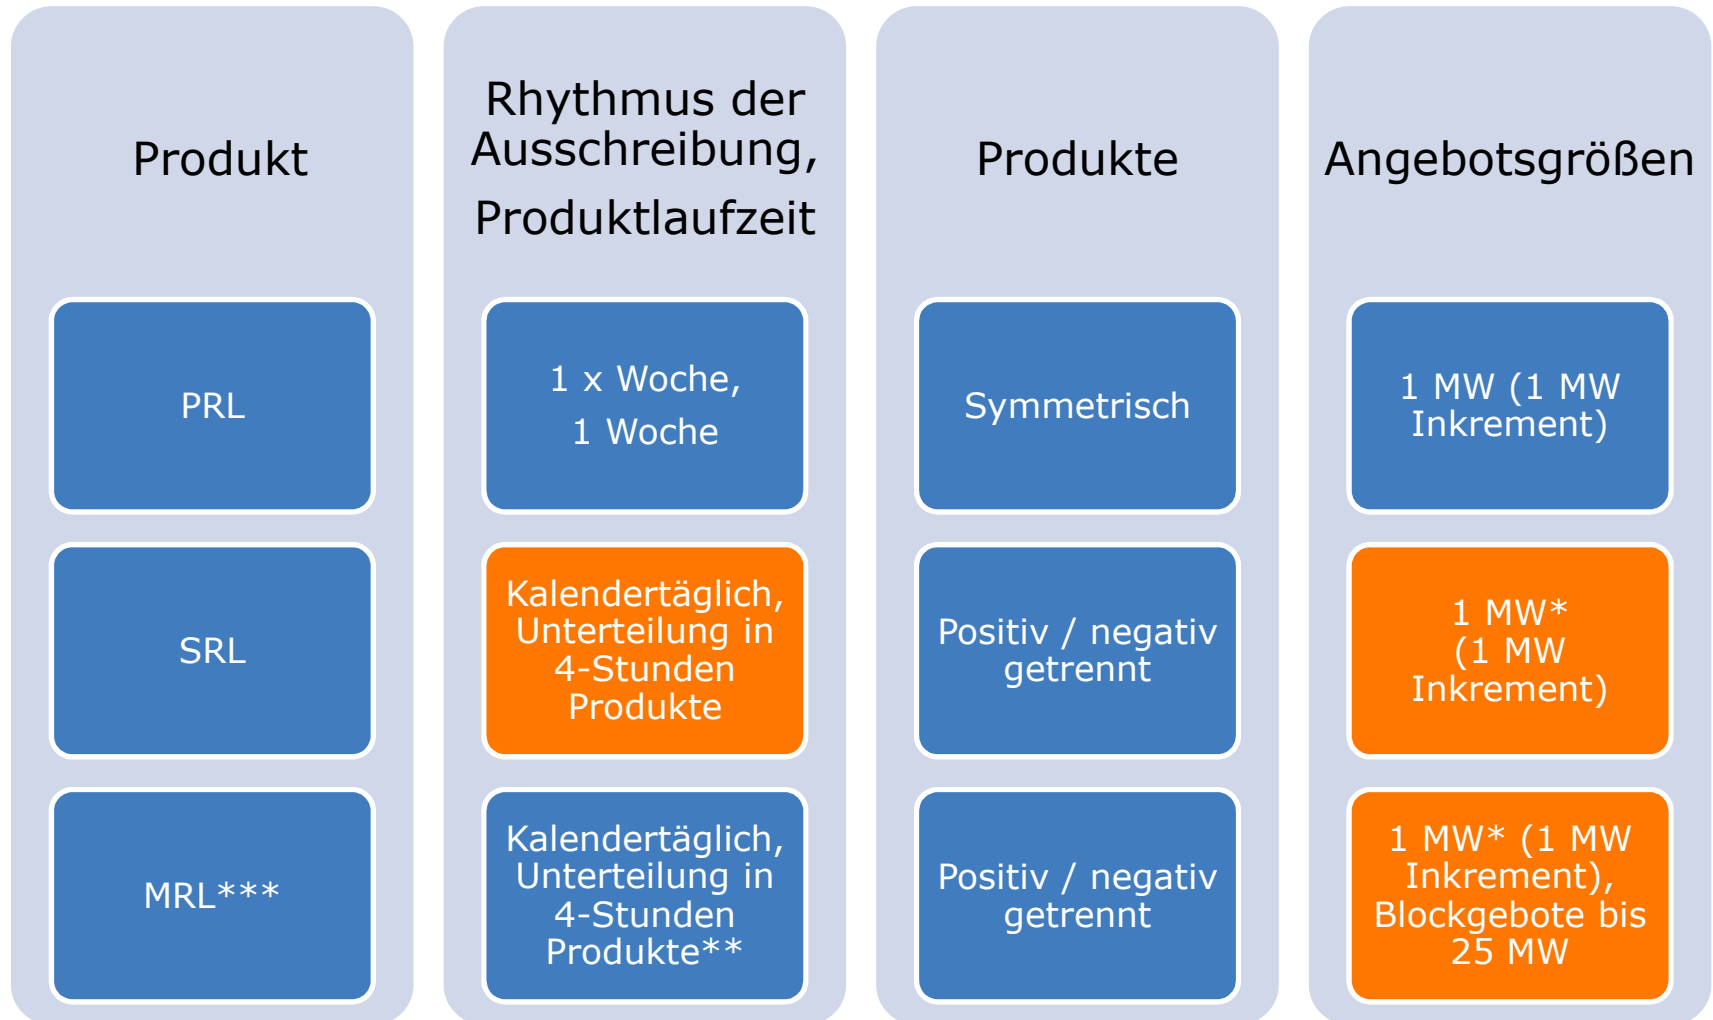 Produkt
Rhythmus der
Ausschreibung,
Produktlaufzeit
Produkte
Angebotsgrößen
PRL
1 x Woche,
1 Woche
Symmetrisch
1 MW (1 MW
Inkrement)
SRL
Kalendertäglich,
Unterteilung in
4-Stunden
Produkte
Positiv / negativ
getrennt
1 MW*
(1 MW
Inkrement)
MRL***
Kalendertäglich,
Unterteilung in
4-Stunden
Produkte**
Positiv / negativ
getrennt
1 MW* (1 MW
Inkrement),
Blockgebote bis
25 MW